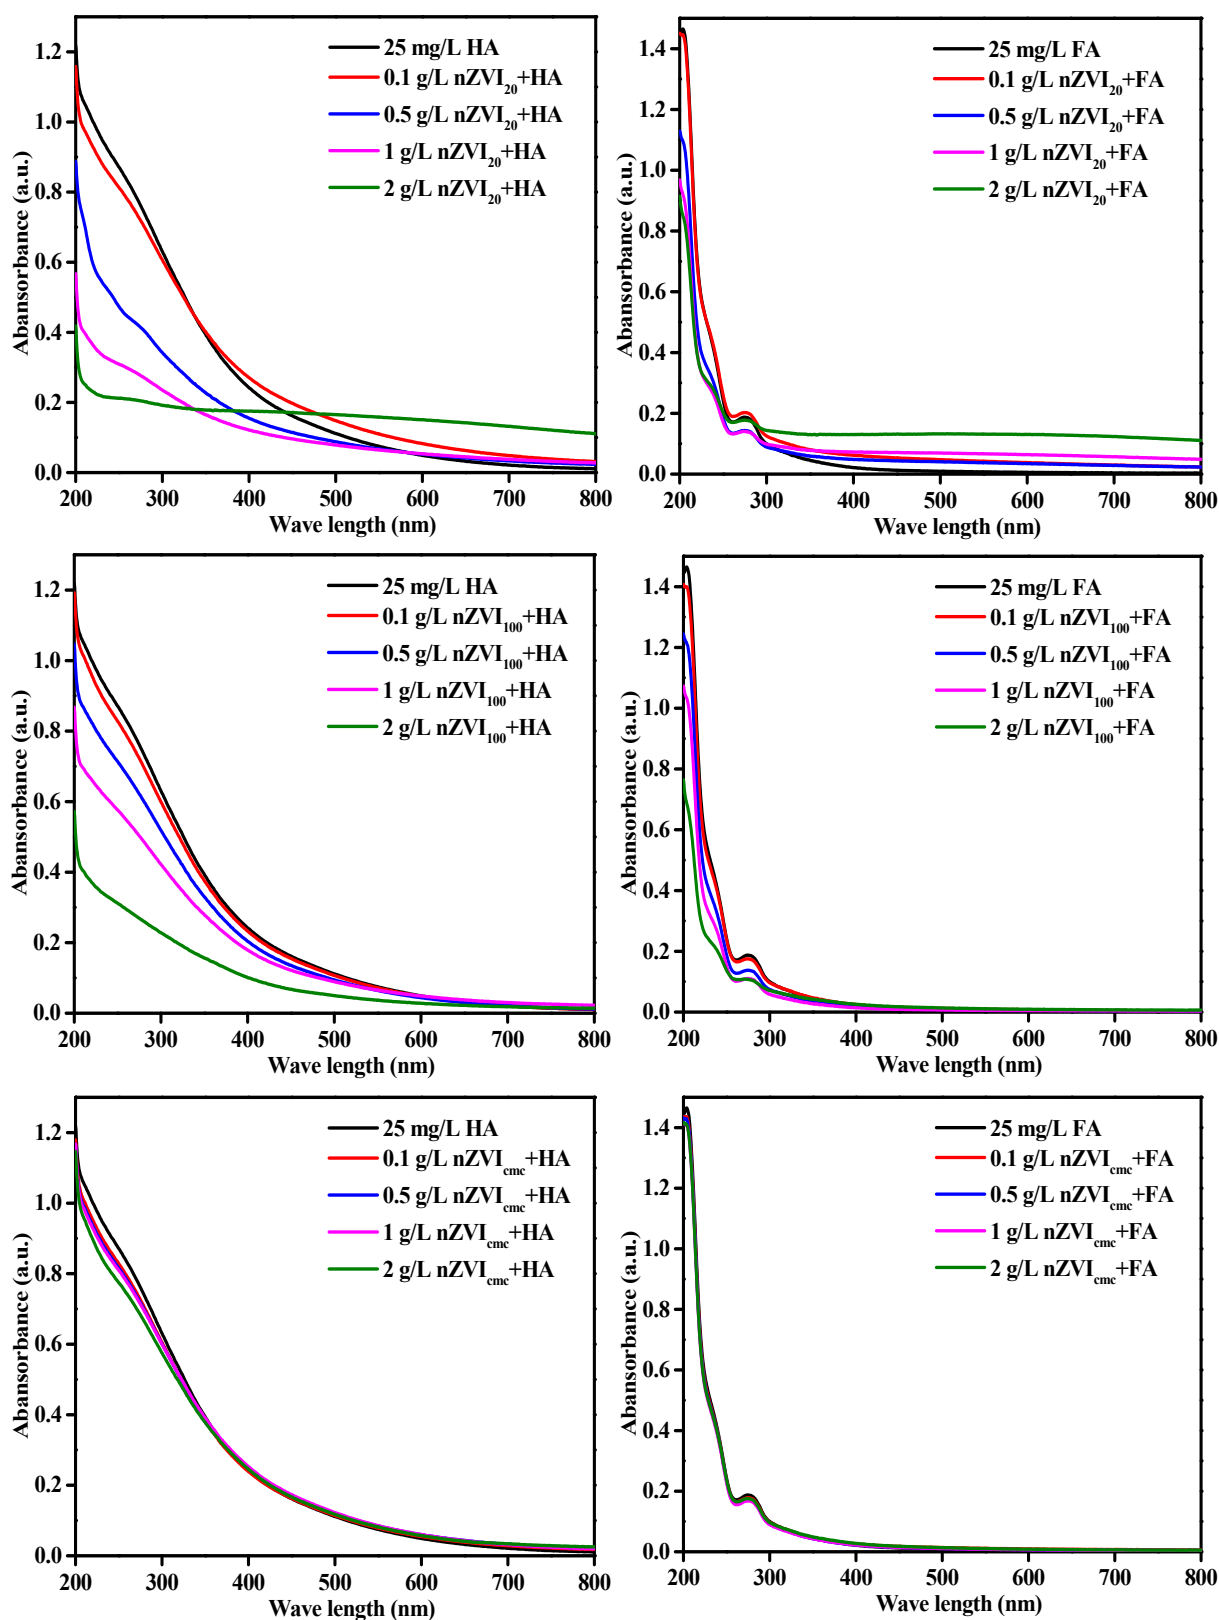 Abansorbance (a.u.)
1.2
1.0
0.8
0.6
0.4
0.2
0.0
25 mg/L HA
0.1 g/L nZVI20+HA
0.5 g/L nZVI20+HA
1 g/L nZVI20+HA
2 g/L nZVI20+HA
200 300 400 500 600 700 800
Wave length (nm)
Abansorbance (a.u.)
1.4
1.2
1.0
0.8
0.6
0.4
0.2
0.0
25 mg/L FA
0.1 g/L nZVI20+FA
0.5 g/L nZVI20+FA
1 g/L nZVI20+FA
2 g/L nZVI20+FA
200 300 400 500 600 700 800
Wave length (nm)
Abansorbance (a.u.)
1.2
1.0
0.8
0.6
0.4
0.2
0.0
25 mg/L HA
0.1 g/L nZVI100+HA
0.5 g/L nZVI100+HA
1 g/L nZVI100+HA
2 g/L nZVI100+HA
200 300 400 500 600 700 800
Wave length (nm)
Abansorbance (a.u.)
1.4
1.2
1.0
0.8
0.6
0.4
0.2
0.0
25 mg/L FA
0.1 g/L nZVI100+FA
0.5 g/L nZVI100+FA
1 g/L nZVI100+FA
2 g/L nZVI100+FA
200 300 400 500 600 700 800
Wave length (nm)
Abansorbance (a.u.)
1.2
1.0
0.8
0.6
0.4
0.2
0.0
25 mg/L HA
0.1 g/L nZVIcmc+HA
0.5 g/L nZVIcmc+HA
1 g/L nZVIcmc+HA
2 g/L nZVIcmc+HA
200 300 400 500 600 700 800
Wave length (nm)
Abansorbance (a.u.)
1.4
1.2
1.0
0.8
0.6
0.4
0.2
0.0
25 mg/L FA
0.1 g/L nZVIcmc+FA
0.5 g/L nZVIcmc+FA
1 g/L nZVIcmc+FA
2 g/L nZVIcmc+FA
200 300 400 500 600 700 800
Wave length (nm)